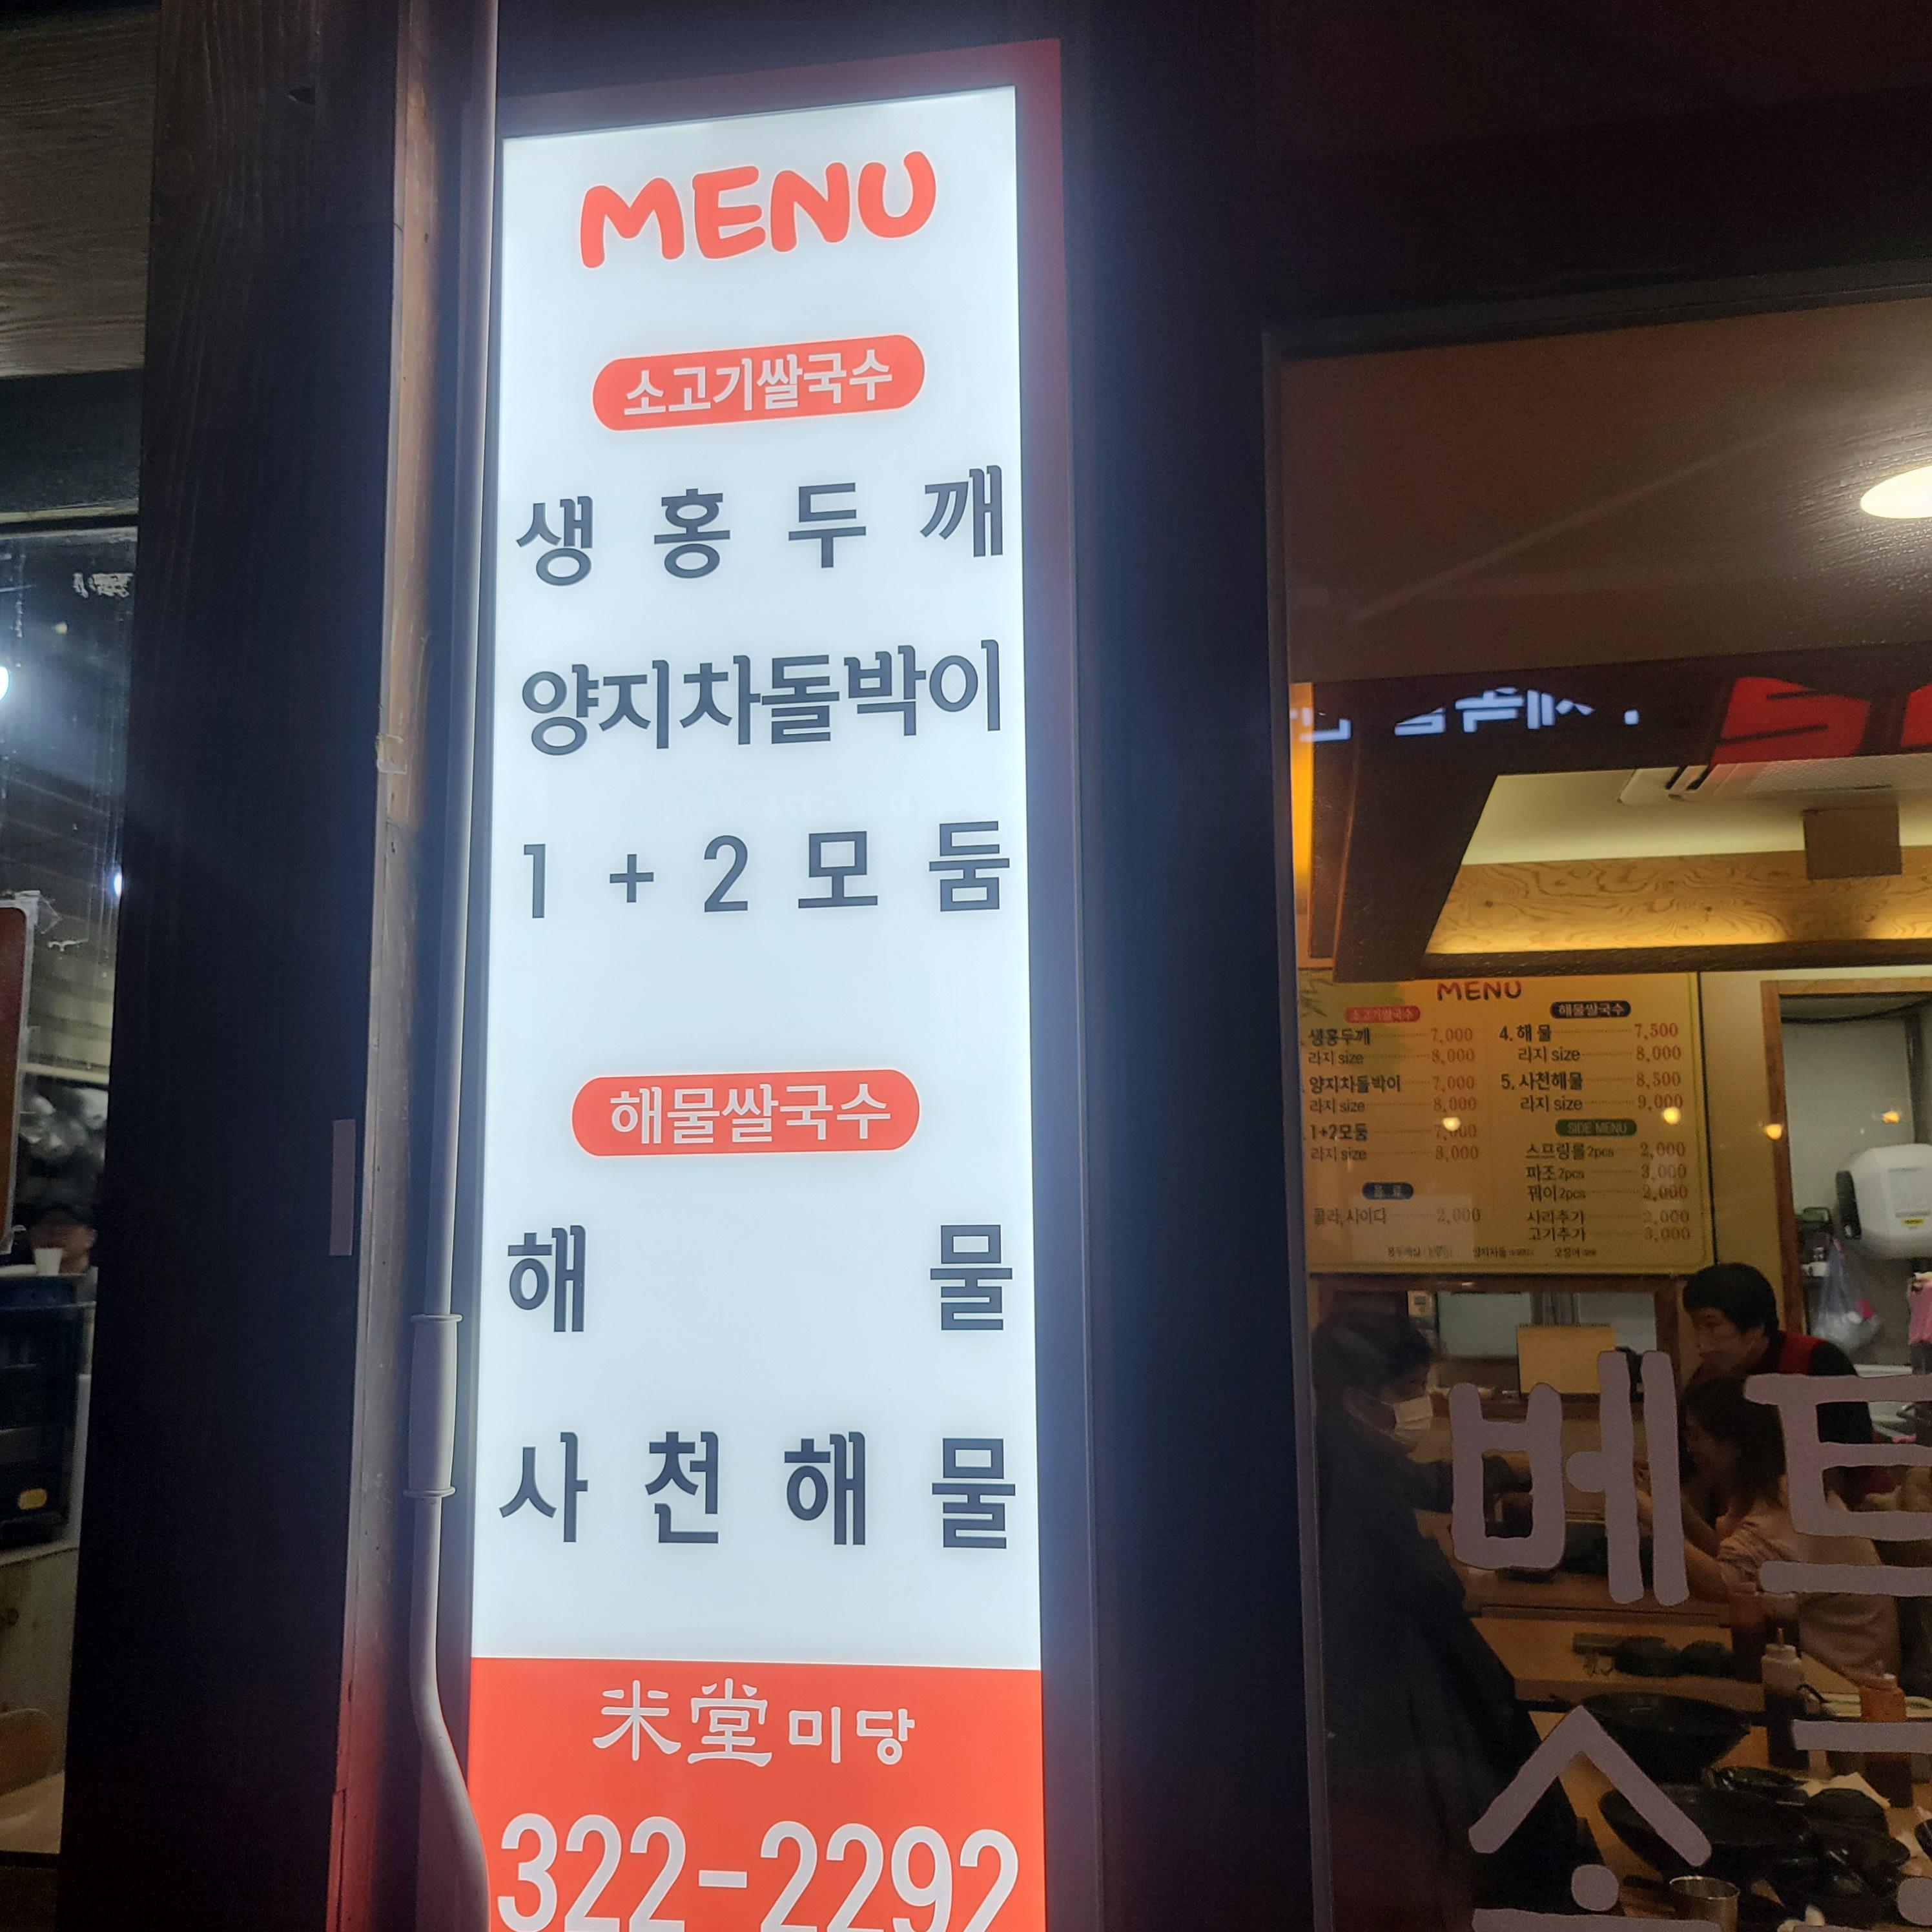 MENU
소고기쌀국수
생홍두깨
양지차돌박이
1+2모둠
해물쌀국수
해물
사천해물
米堂 미당
322-2292
MENU
소고기쌀국수
생홍두깨 7,000
라지 size 8,000
양지차돌박이 7,000
라지 size 8,000
1+2모둠 7,000
라지 size 8,000
콜라, 사이다 2,000
해물쌀국수
4. 해물 7,500
라지 size 8,000
5. 사천해물 8,500
라지 size 9,000
SIDE MENU
스프링롤 2pcs 2,000
파조 2pcs 3,000
꿔이 2pcs 2,000
사리추가 2,000
고기추가 3,000
베트